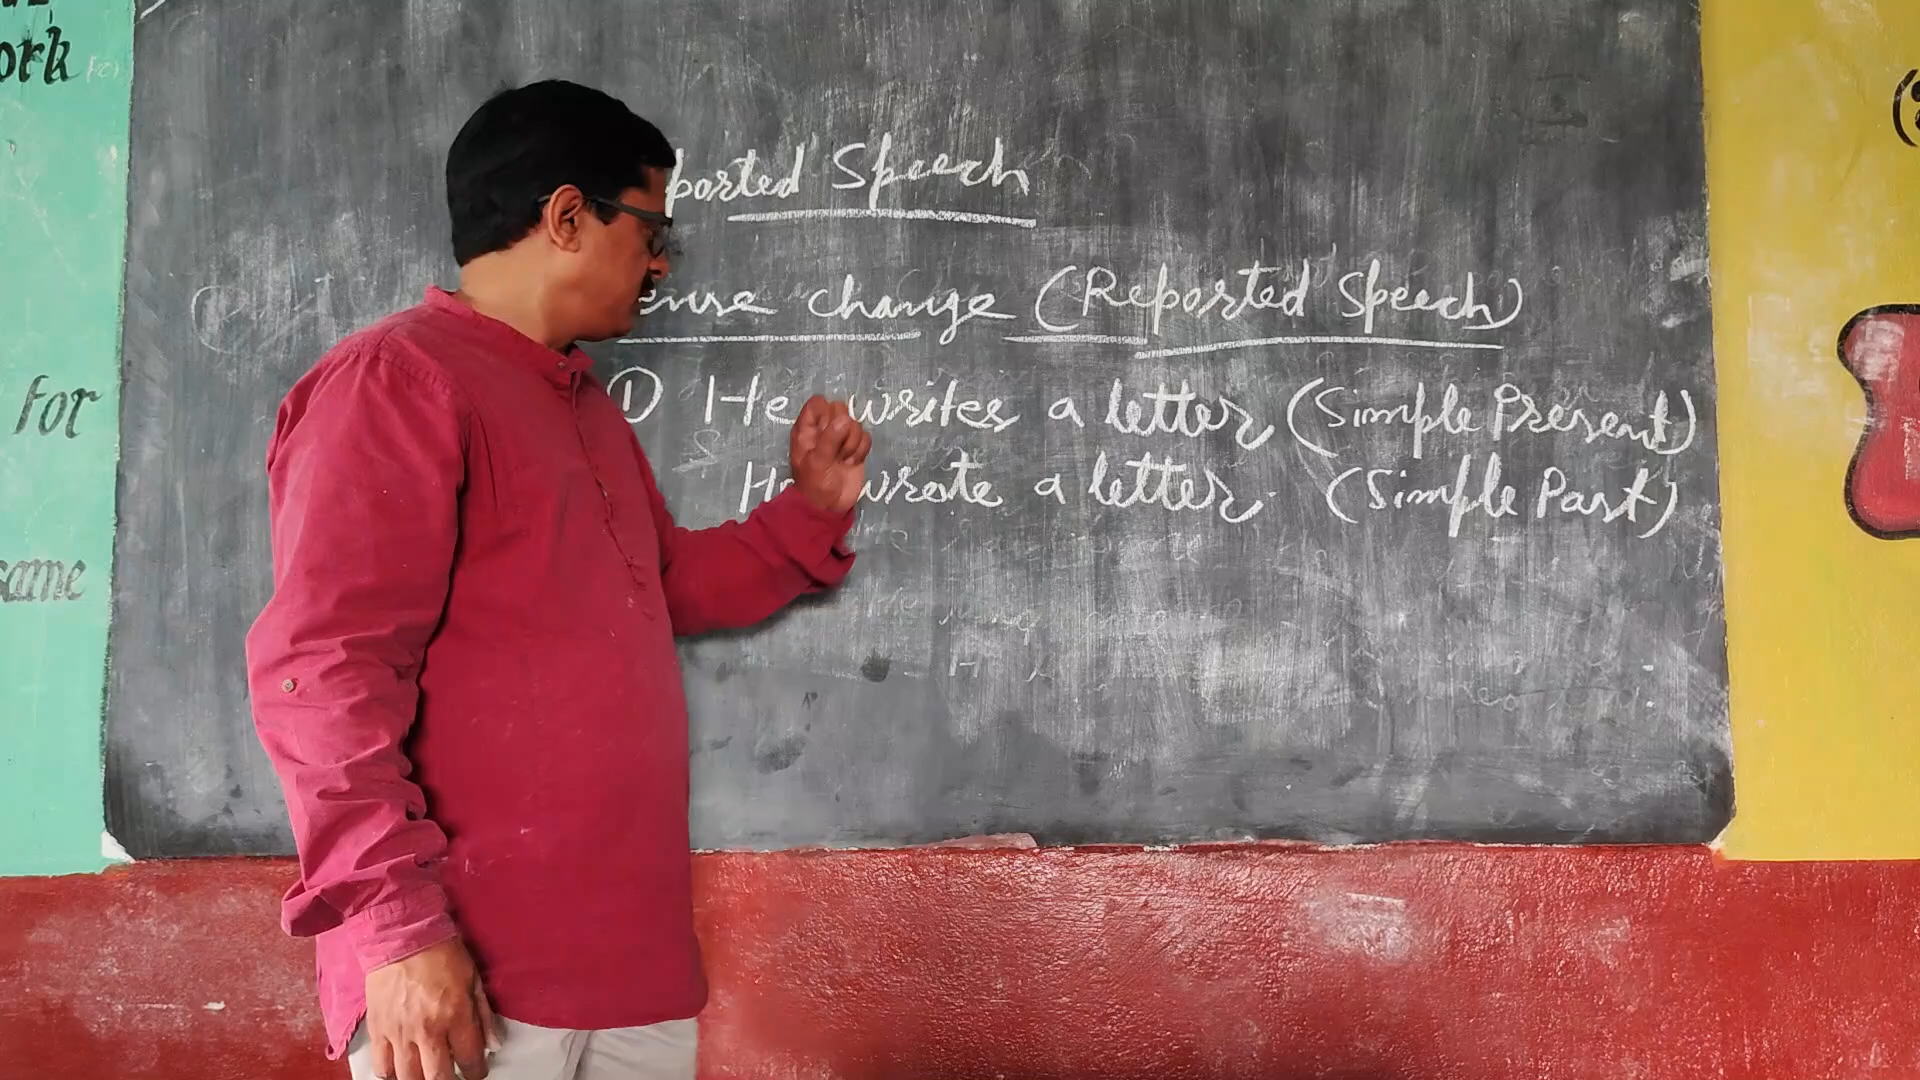 ork
for
same
ported Speech
ense change (Reported Speech)
① He writes a letter (Simple Present)
He wrote a letter. (Simple Past)